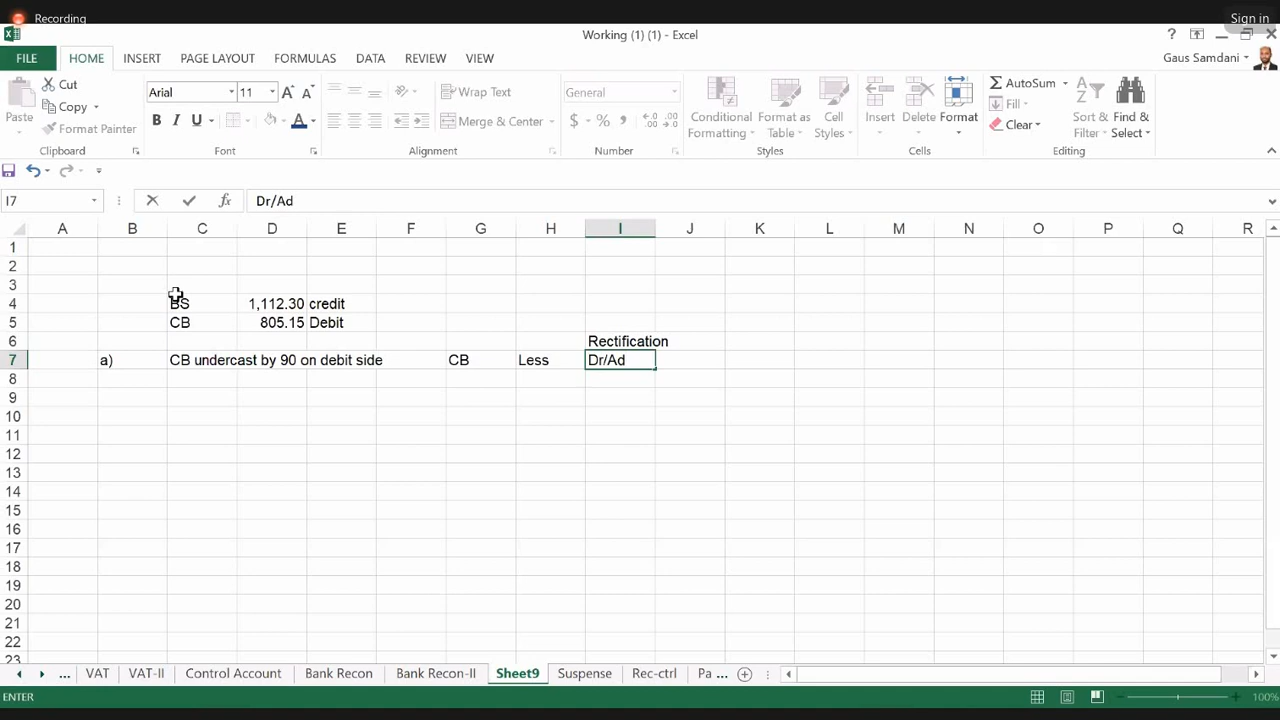 Recording
Sign in
Working (1) (1) - Excel
FILE HOME INSERT PAGE LAYOUT FORMULAS DATA REVIEW VIEW Gaus Samdani
Cut
Copy
Format Painter
Paste
Clipboard
Arial 11
B I U
Font
Wrap Text
Merge & Center
Alignment
General
$ %
Number
Conditional Formatting
Format as Table
Cell Styles
Styles
Insert Delete Format
Cells
AutoSum
Fill
Clear
Sort & Filter
Find & Select
Editing
I7 fx Dr/Ad
A B C D E F G H I J K L M N O P Q R
1
2
3
4 BS 1,112.30 credit
5 CB 805.15 Debit
6 Rectification
7 a) CB undercast by 90 on debit side CB Less Dr/Ad
8
9
10
11
12
13
14
15
16
17
18
19
20
21
22
23
... VAT VAT-II Control Account Bank Recon Bank Recon-II Sheet9 Suspense Rec-ctrl Pa ...
ENTER 100%